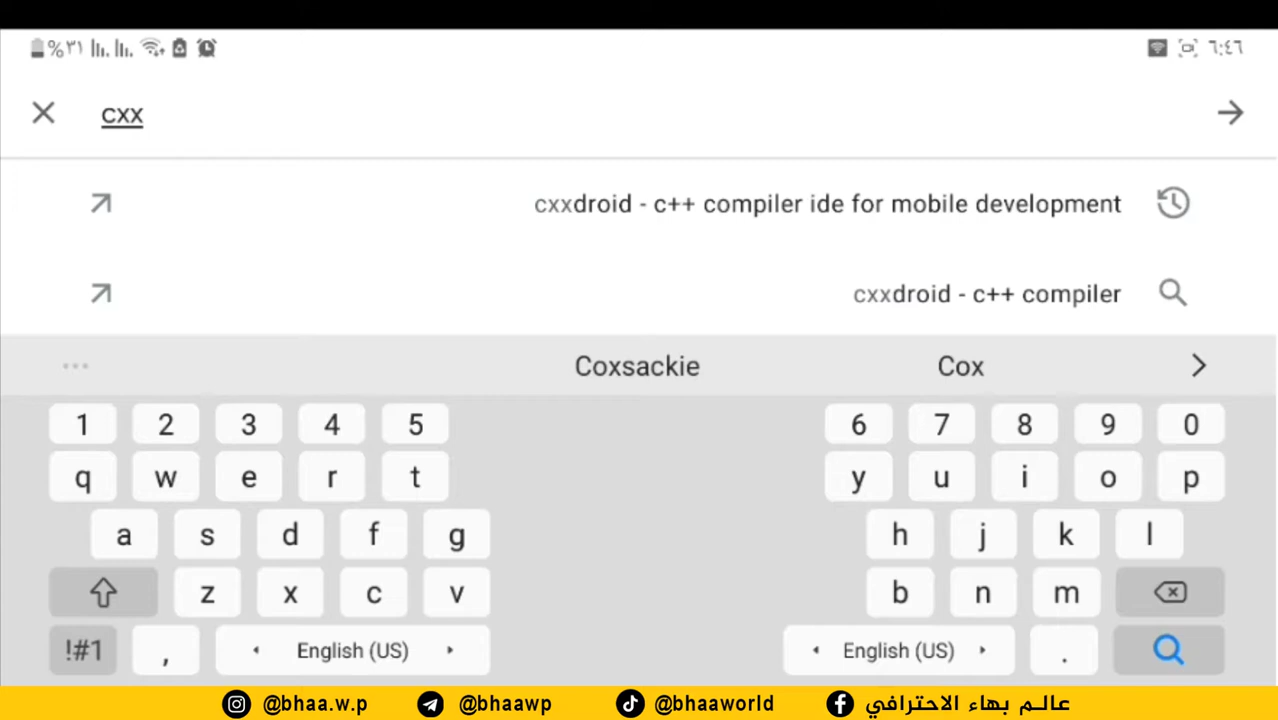 %٣١ ٦:٤٦
cxx
cxxdroid - c++ compiler ide for mobile development
cxxdroid - c++ compiler
Coxsackie Cox
1 2 3 4 5 6 7 8 9 0
q w e r t y u i o p
a s d f g h j k l
z x c v b n m
!#1 , English (US) English (US) .
@bhaa.w.p @bhaawp @bhaaworld عالم بهاء الاحترافي